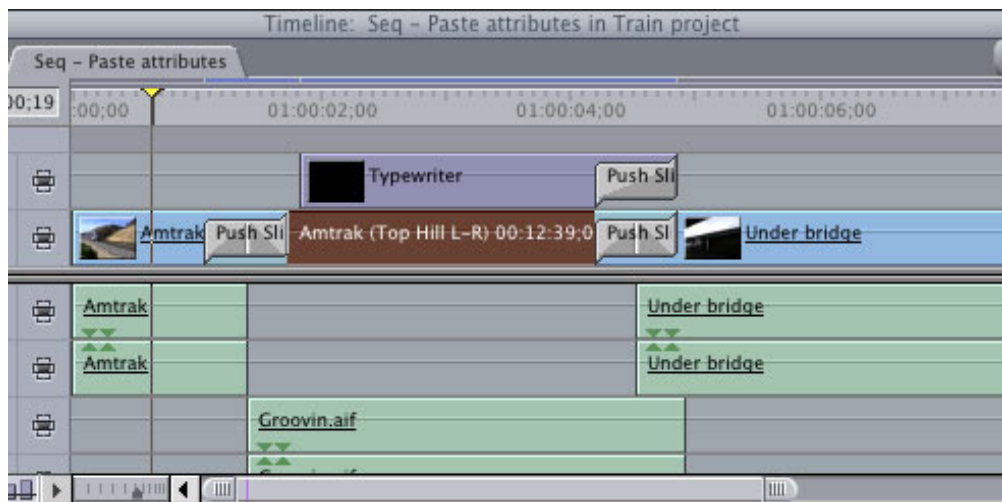 Timeline: Seq – Paste attributes in Train project
Seq – Paste attributes
00;19
:00;00
01:00:02;00
01:00:04;00
01:00:06;00
Typewriter
Push Sli
Amtrak
Push Sli
Amtrak (Top Hill L–R) 00:12:39;0
Push Sl
Under bridge
Amtrak
Under bridge
Amtrak
Under bridge
Groovin.aif